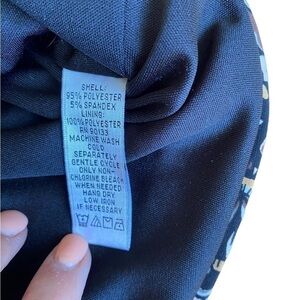 SHELL:
95% POLYESTER
5% SPANDEX
LINING:
100% POLYESTER
RN 90133
MACHINE WASH
COLD
SEPARATELY
GENTLE CYCLE
ONLY NON-
CHLORINE BLEACH
WHEN NEEDED
HANG DRY
LOW IRON
IF NECESSARY